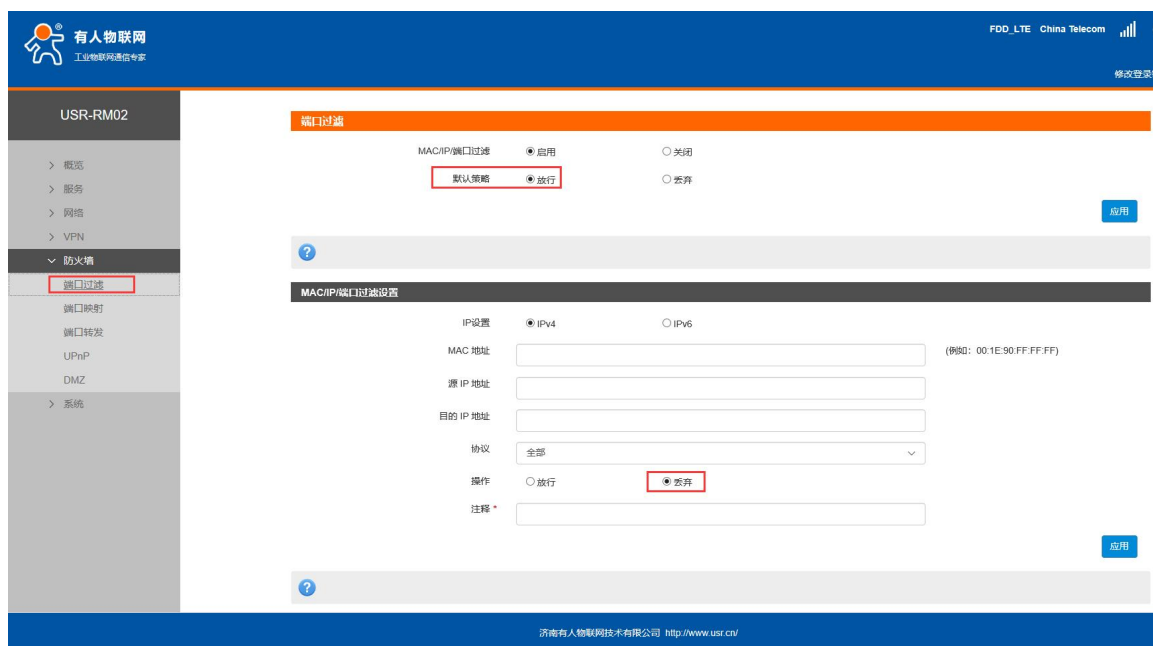 有人物联网
®
工业物联网通信专家
FDD_LTE China Telecom
修改登录
USR-RM02
概览
服务
网络
VPN
防火墙
端口过滤
端口映射
端口转发
UPnP
DMZ
系统
端口过滤
MAC/IP/端口过滤 启用 关闭
默认策略 放行 丢弃
应用
?
MAC/IP/端口过滤设置
IP设置 IPv4 IPv6
MAC 地址 (例如：00:1E:90:FF:FF:FF)
源 IP 地址
目的 IP 地址
协议 全部
操作 放行 丢弃
注释 *
应用
?
济南有人物联网技术有限公司 http://www.usr.cn/